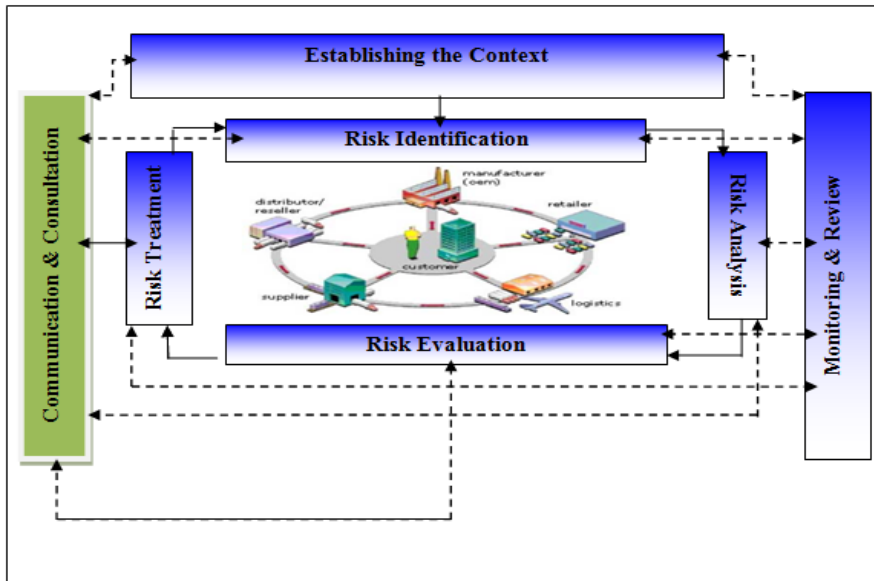 Establishing the Context
Communication & Consultation
Risk Identification
Monitoring & Review
Risk Treatment
manufacturer
(oem)
distributor/
reseller
retailer
Risk Analysis
customer
supplier
logistics
Risk Evaluation